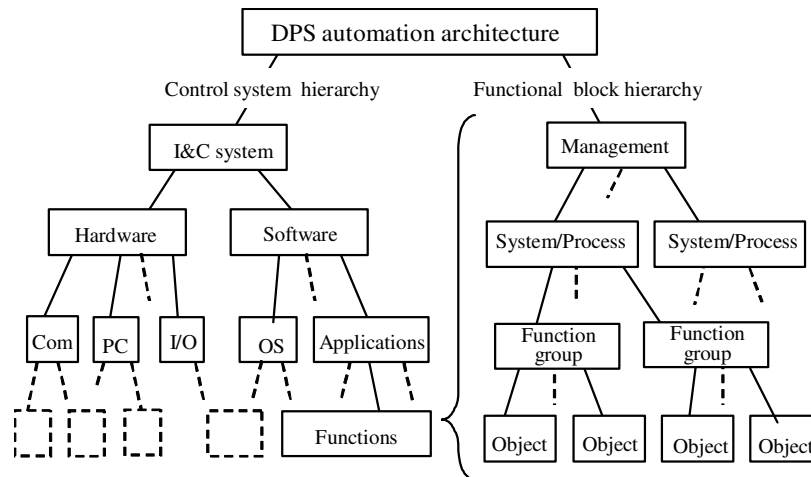 DPS automation architecture
Control system hierarchy
Functional block hierarchy
I&C system
Management
Hardware
Software
System/Process
System/Process
Com
PC
I/O
OS
Applications
Function
group
Function
group
Functions
Object
Object
Object
Object